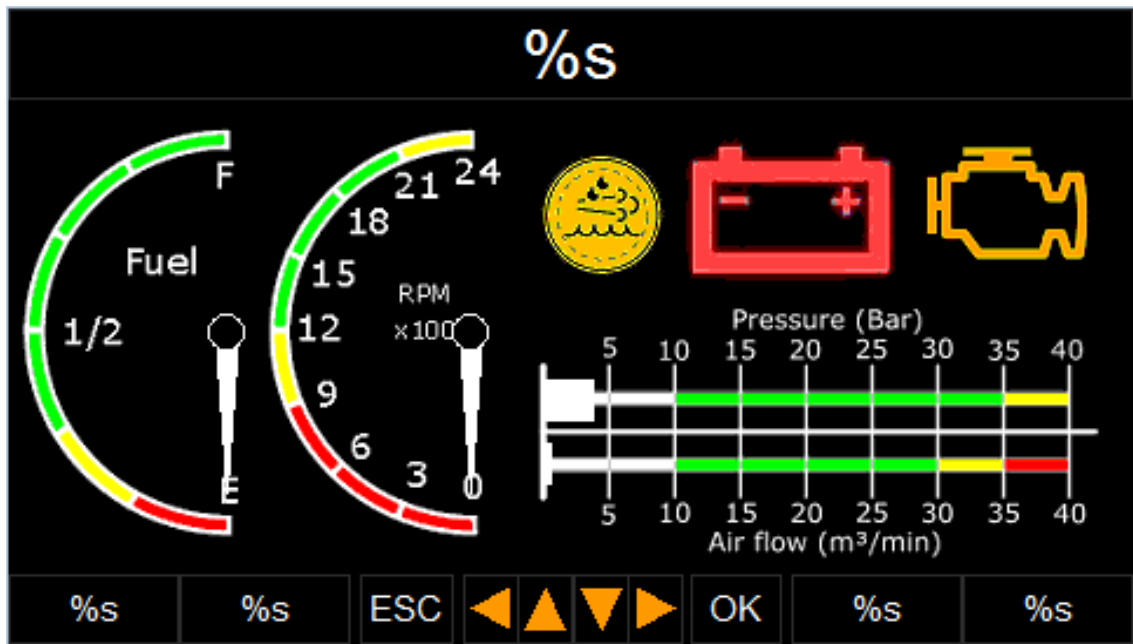 %s
F
Fuel
1/2
E
24
21
18
15
12
9
6
3
0
RPM
x100
- +
Pressure (Bar)
5 10 15 20 25 30 35 40
5 10 15 20 25 30 35 40
Air flow (m³/min)
%s %s ESC OK %s %s